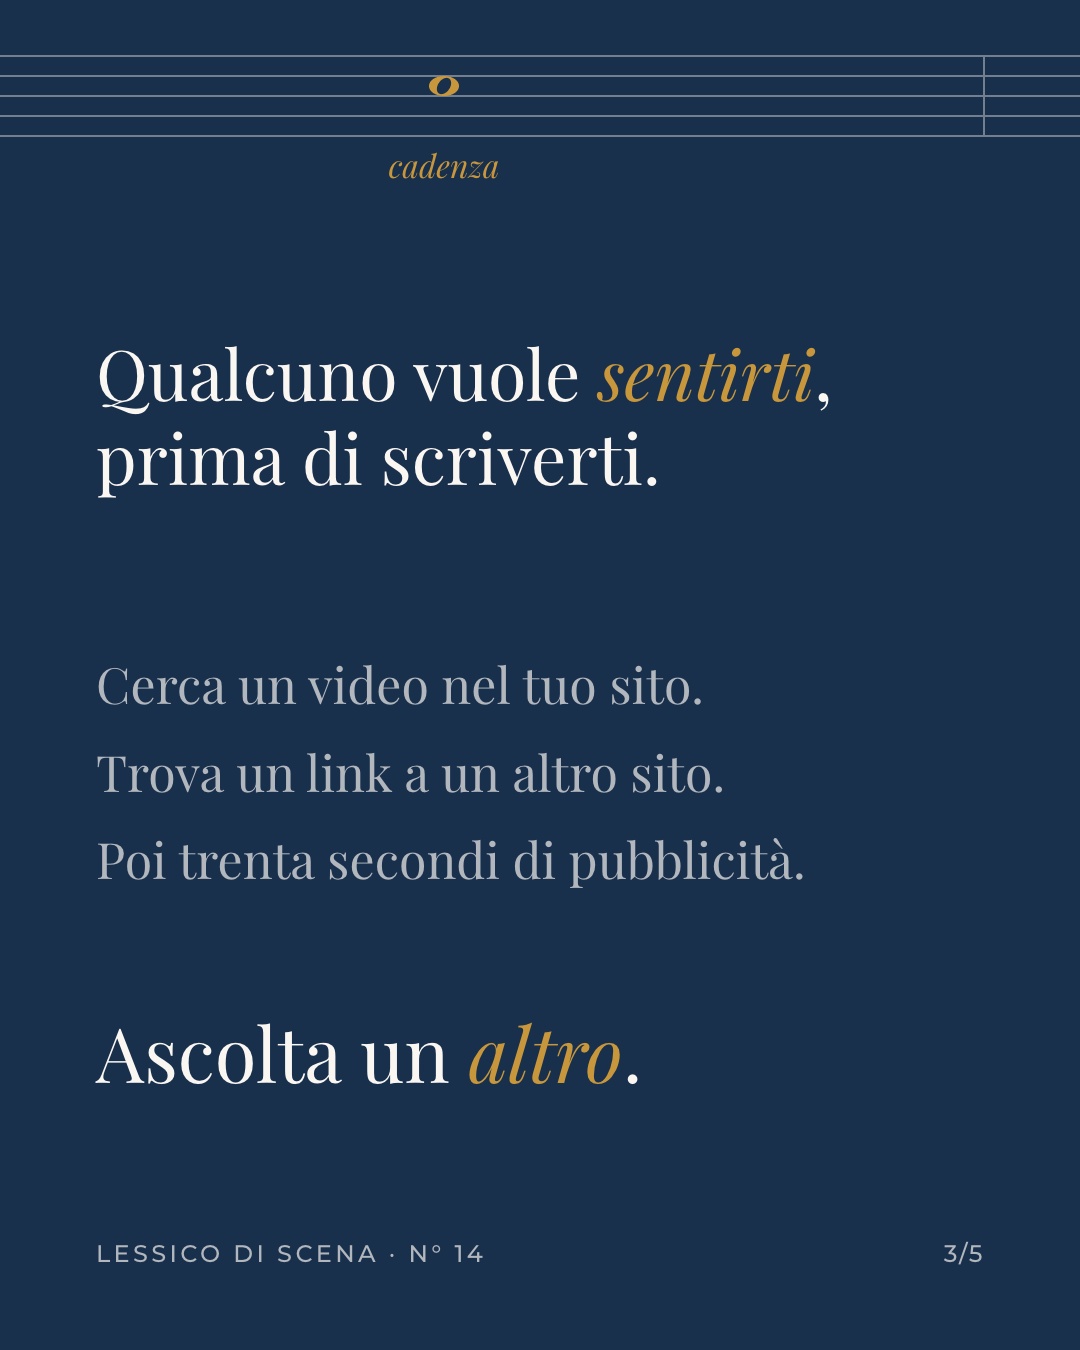 cadenza
Qualcuno vuole sentirti,
prima di scriverti.
Cerca un video nel tuo sito.
Trova un link a un altro sito.
Poi trenta secondi di pubblicità.
Ascolta un altro.
LESSICO DI SCENA · N° 14
3/5